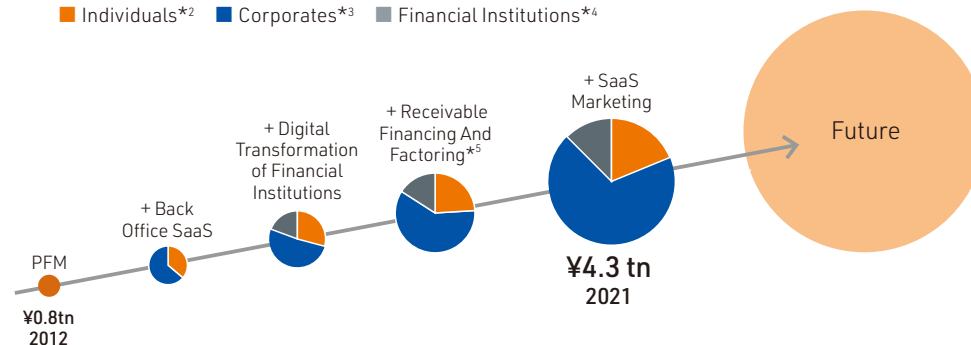 Individuals*2 Corporates*3 Financial Institutions*4
+ SaaS
Marketing
+ Receivable
Financing And
Factoring*5
+ Digital
Transformation
of Financial
Institutions
+ Back
Office SaaS
PFM
Future
¥0.8tn
2012
¥4.3 tn
2021